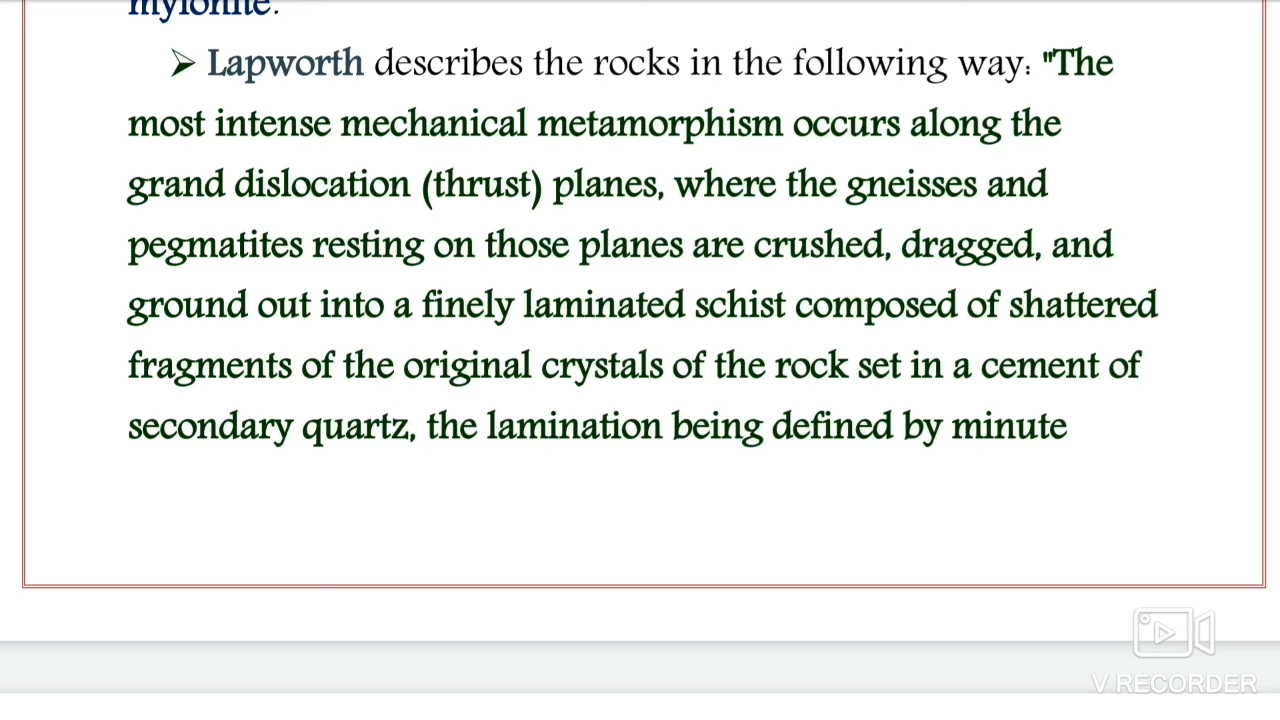 mylonite.
➢ Lapworth describes the rocks in the following way: "The
most intense mechanical metamorphism occurs along the
grand dislocation (thrust) planes, where the gneisses and
pegmatites resting on those planes are crushed, dragged, and
ground out into a finely laminated schist composed of shattered
fragments of the original crystals of the rock set in a cement of
secondary quartz, the lamination being defined by minute
V RECORDER